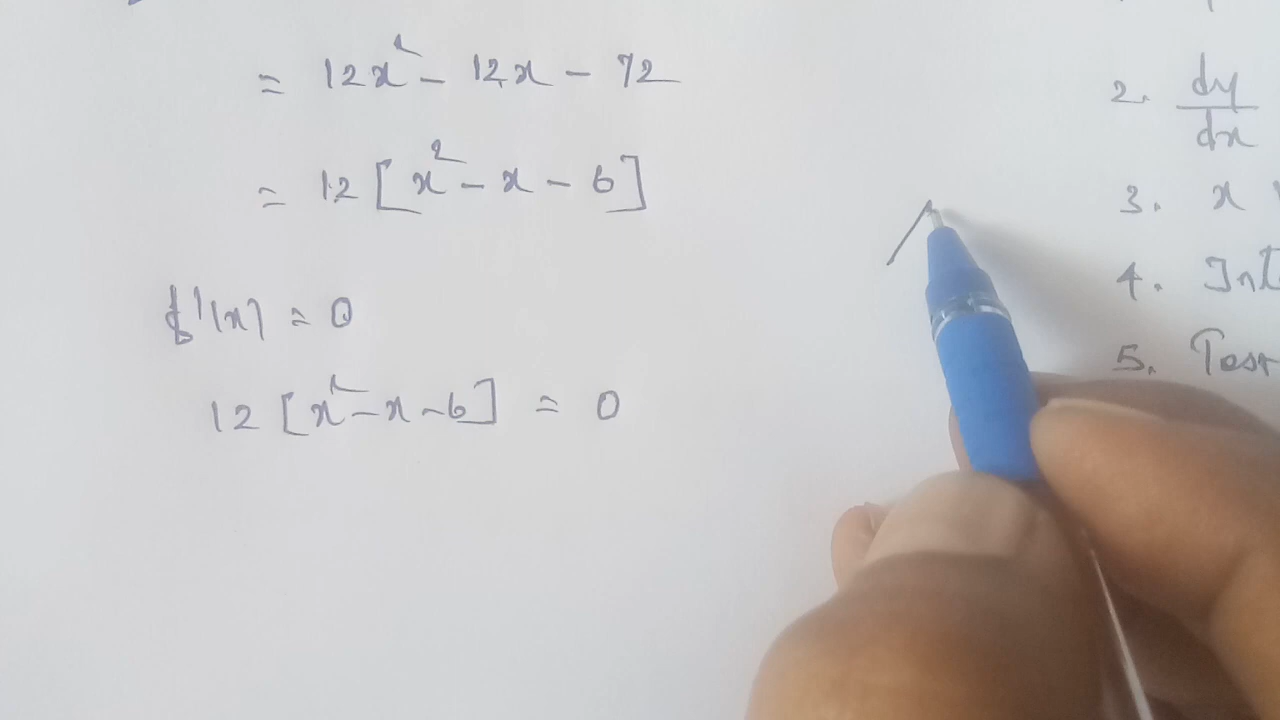 = 12x² - 12x - 72
= 12 [x² - x - 6]
f'(x) = 0
12 [x² - x - 6] = 0
2. dy/dx
3. x
4.
5. Test